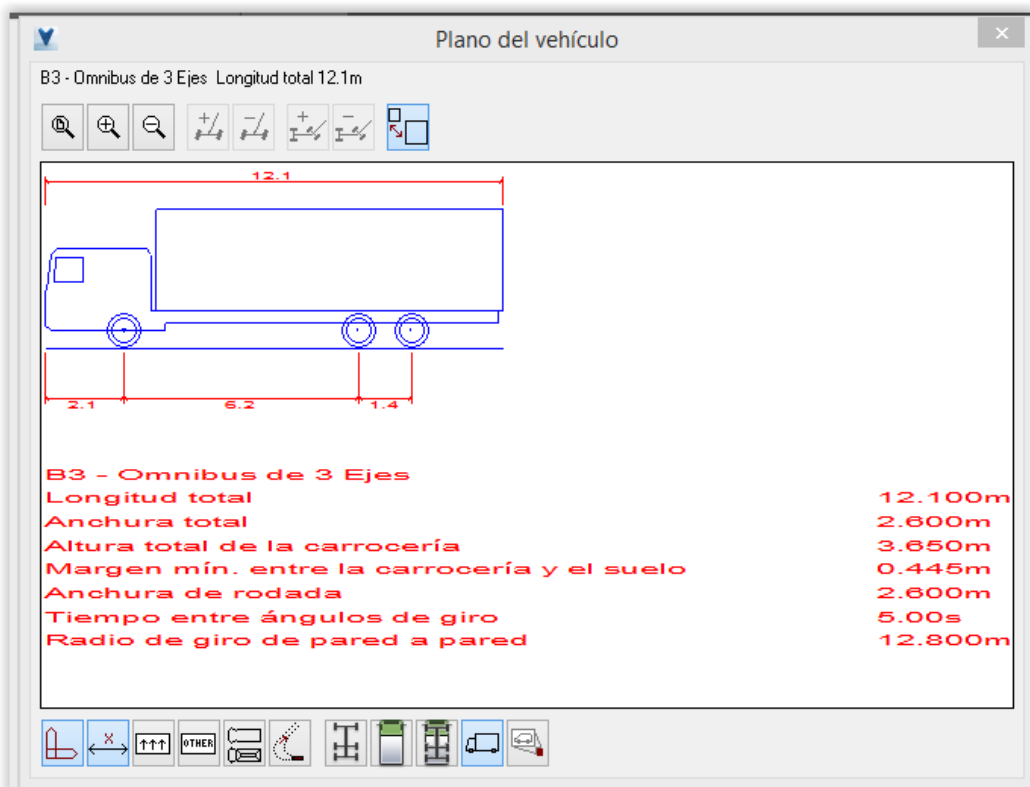 Plano del vehículo
B3 - Omnibus de 3 Ejes Longitud total 12.1m
12.1
2.1 6.2 1.4
B3 - Omnibus de 3 Ejes
Longitud total 12.100m
Anchura total 2.600m
Altura total de la carrocería 3.650m
Margen mín. entre la carrocería y el suelo 0.445m
Anchura de rodada 2.600m
Tiempo entre ángulos de giro 5.00s
Radio de giro de pared a pared 12.800m
X OTHER